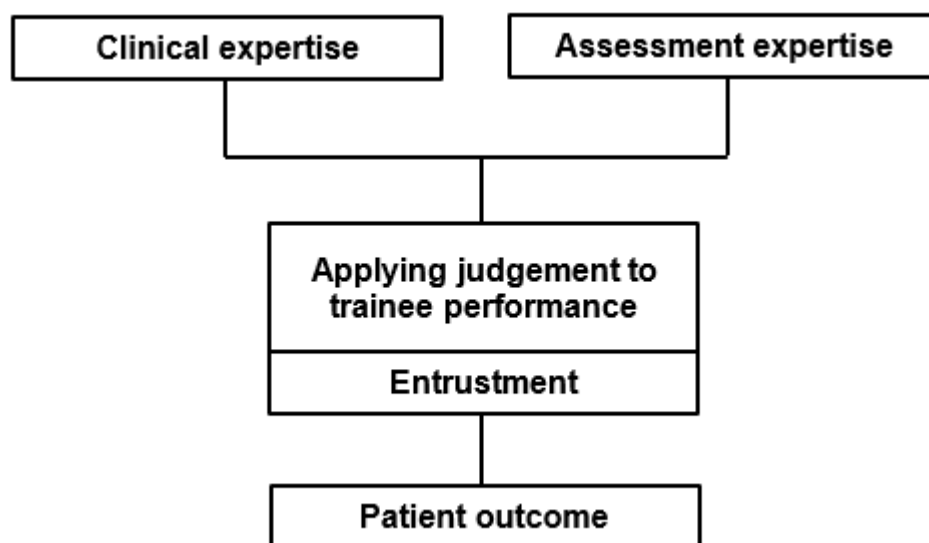 Clinical expertise
Assessment expertise
Applying judgement to
trainee performance
Entrustment
Patient outcome